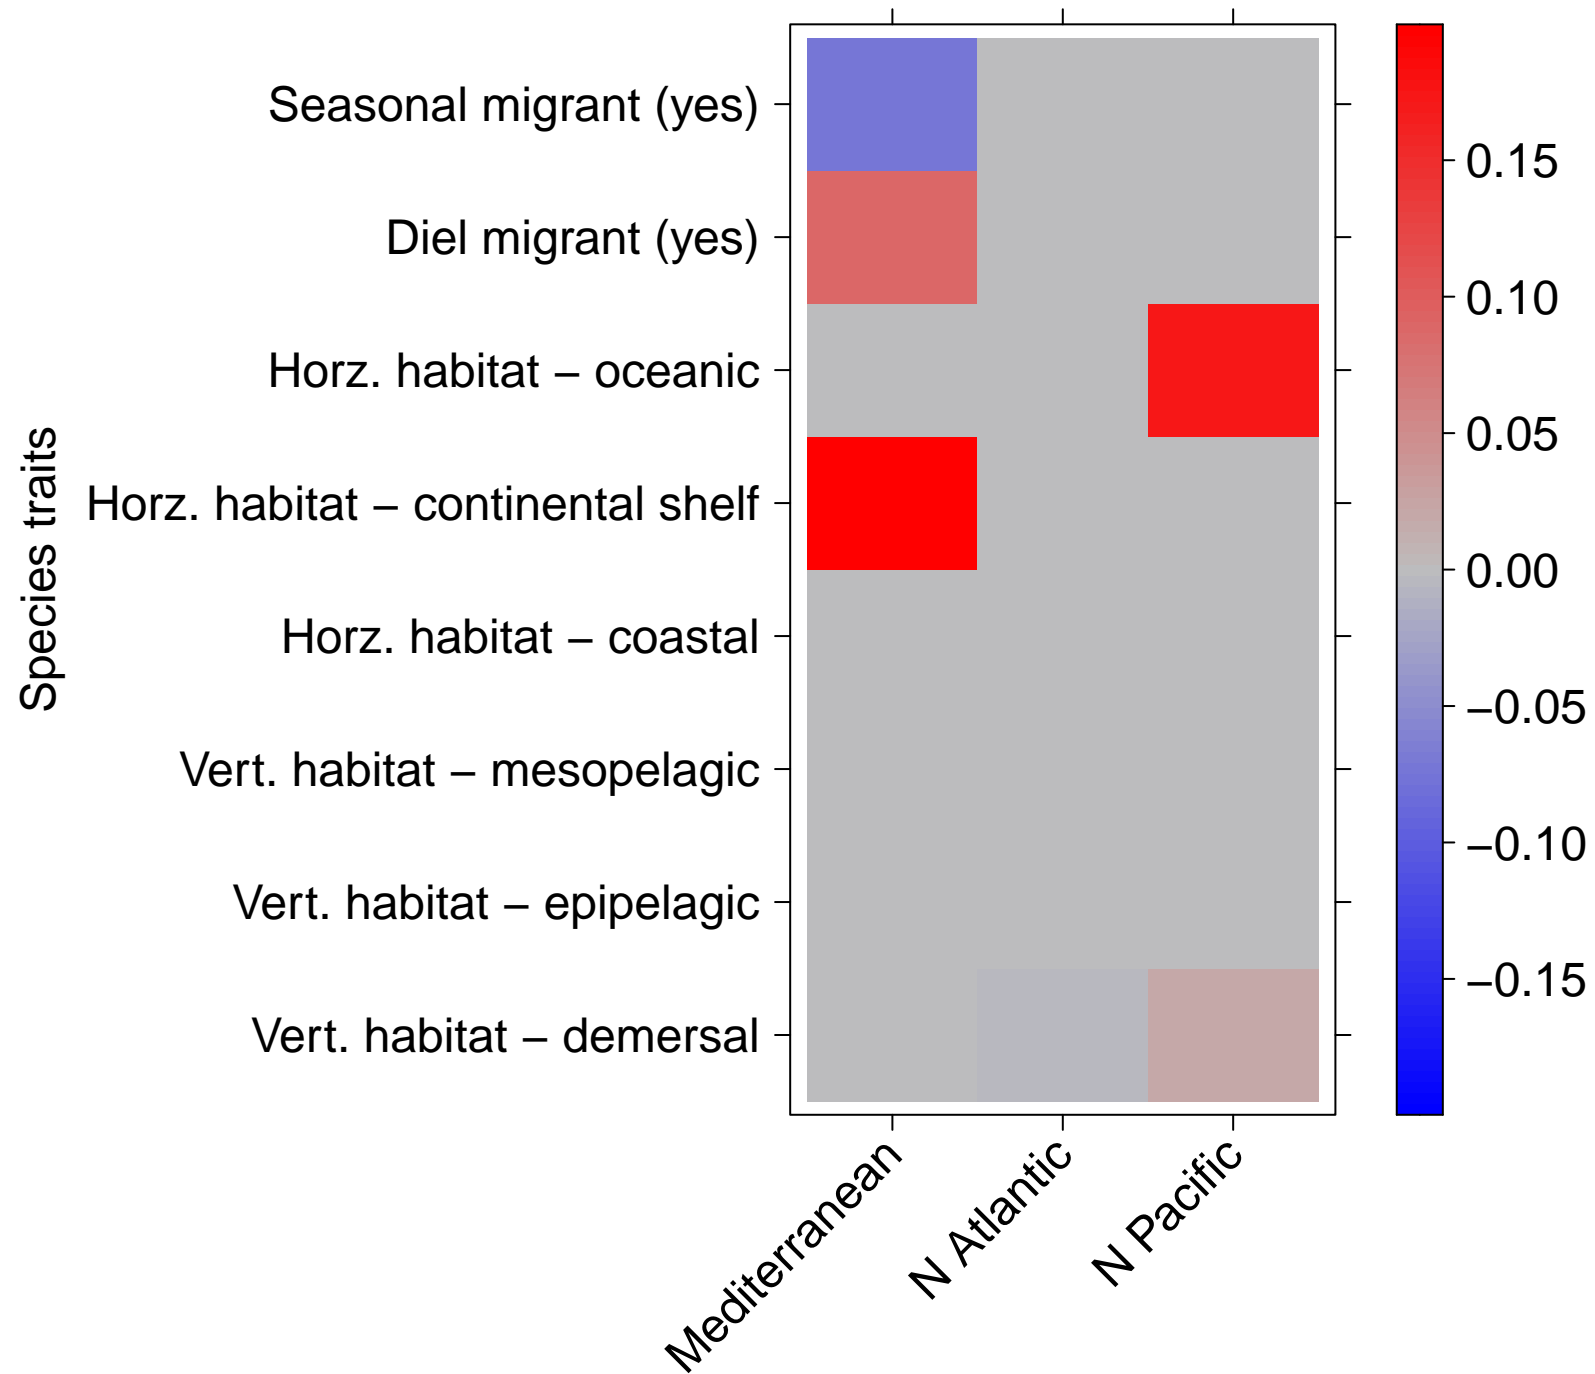 Species traits
Seasonal migrant (yes)
Diel migrant (yes)
Horz. habitat – oceanic
Horz. habitat – continental shelf
Horz. habitat – coastal
Vert. habitat – mesopelagic
Vert. habitat – epipelagic
Vert. habitat – demersal
Mediterranean
N Atlantic
N Pacific
0.15
0.10
0.05
0.00
−0.05
−0.10
−0.15